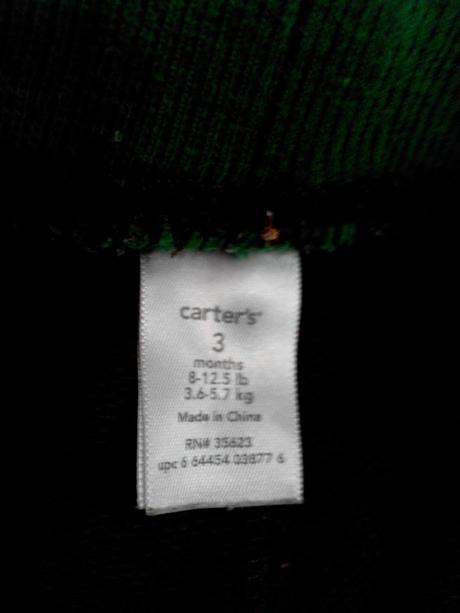 carter's
3
months
8-12.5 lb
3.6-5.7 kg
Made in China
RN# 35623
upc 6 64454 03877 6